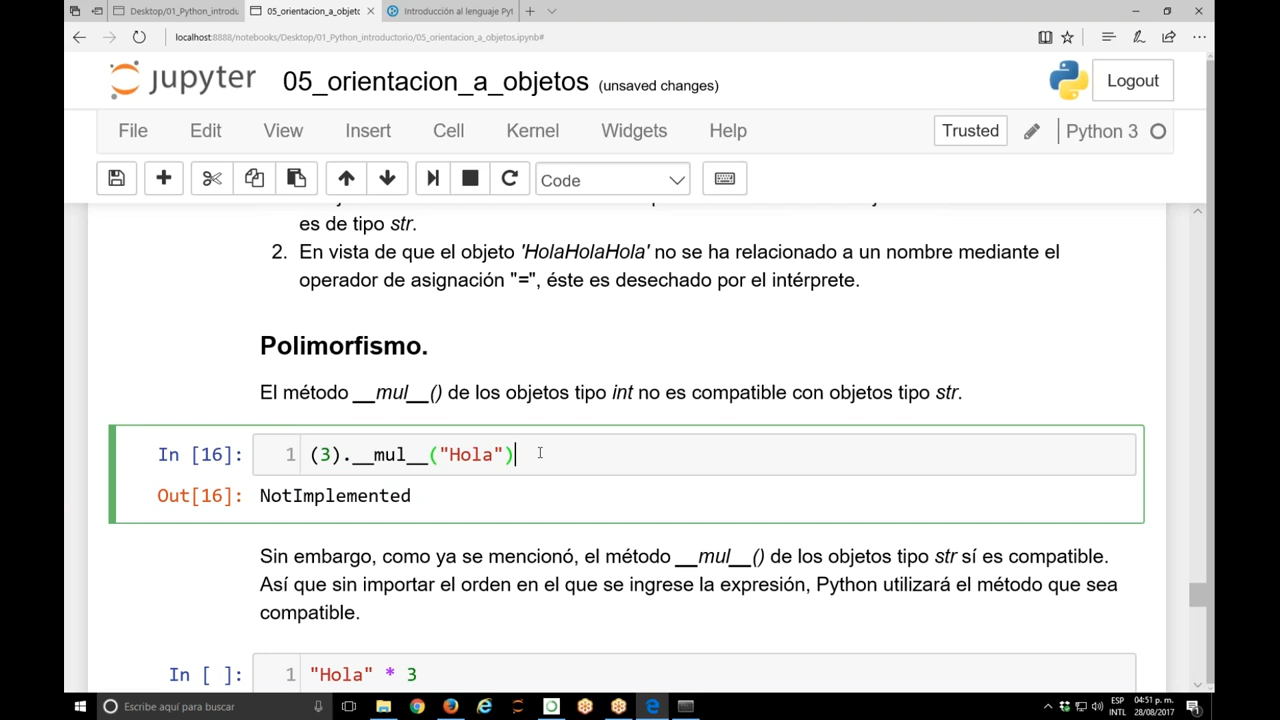 Desktop/01_Python_introdu
05_orientacion_a_objeto
Introducción al lenguaje Pyt
localhost:8888/notebooks/Desktop/01_Python_introductorio/05_orientacion_a_objetos.ipynb#
jupyter 05_orientacion_a_objetos (unsaved changes) Logout
File Edit View Insert Cell Kernel Widgets Help Trusted Python 3
Code
es de tipo str.
2. En vista de que el objeto 'HolaHolaHola' no se ha relacionado a un nombre mediante el
operador de asignación "=", éste es desechado por el intérprete.
Polimorfismo.
El método __mul__() de los objetos tipo int no es compatible con objetos tipo str.
In [16]: 1 (3).__mul__("Hola")
Out[16]: NotImplemented
Sin embargo, como ya se mencionó, el método __mul__() de los objetos tipo str sí es compatible.
Así que sin importar el orden en el que se ingrese la expresión, Python utilizará el método que sea
compatible.
In [ ]: 1 "Hola" * 3
Escribe aquí para buscar
ESP 04:51 p. m.
INTL 28/08/2017